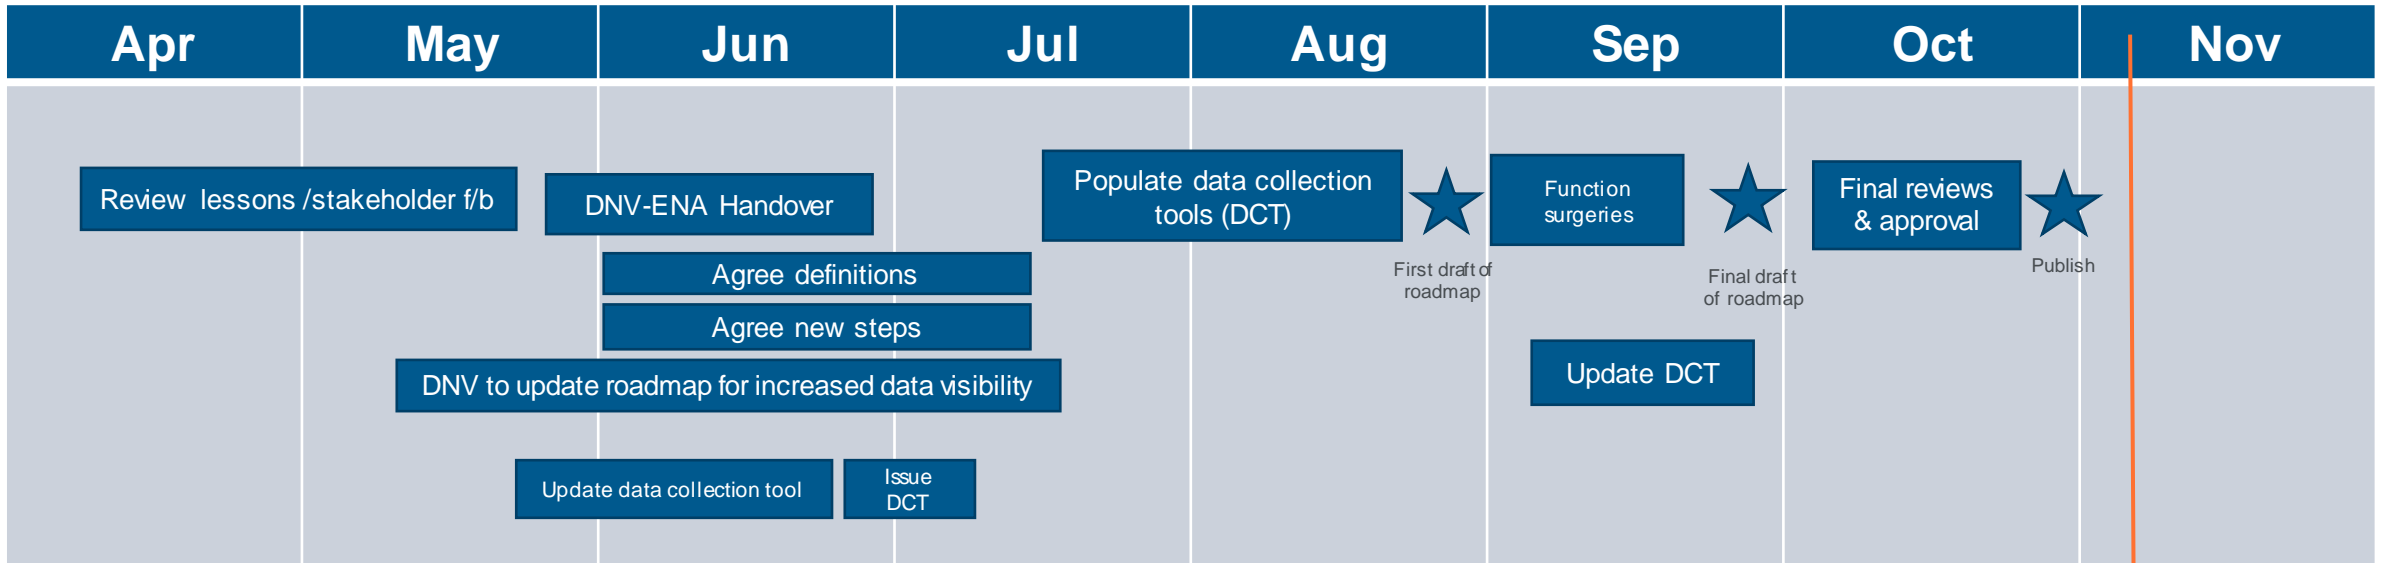 Apr May Jun Jul Aug Sep Oct Nov
Review lessons /stakeholder f/b
DNV-ENA Handover
Populate data collection
tools (DCT)
Function
surgeries
Final reviews
& approval
First draft of
roadmap
Final draft
of roadmap
Publish
Agree definitions
Agree new steps
DNV to update roadmap for increased data visibility
Update DCT
Update data collection tool
Issue
DCT